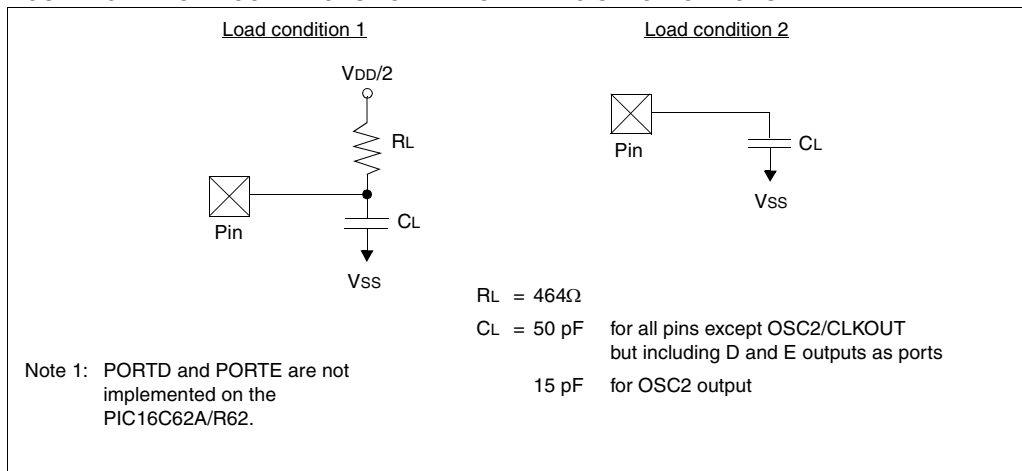 Load condition 1
VDD/2
RL
Pin
CL
VSS
Load condition 2
Pin
CL
VSS
RL = 464Ω
CL = 50 pF for all pins except OSC2/CLKOUT
but including D and E outputs as ports
15 pF for OSC2 output
Note 1: PORTD and PORTE are not
implemented on the
PIC16C62A/R62.